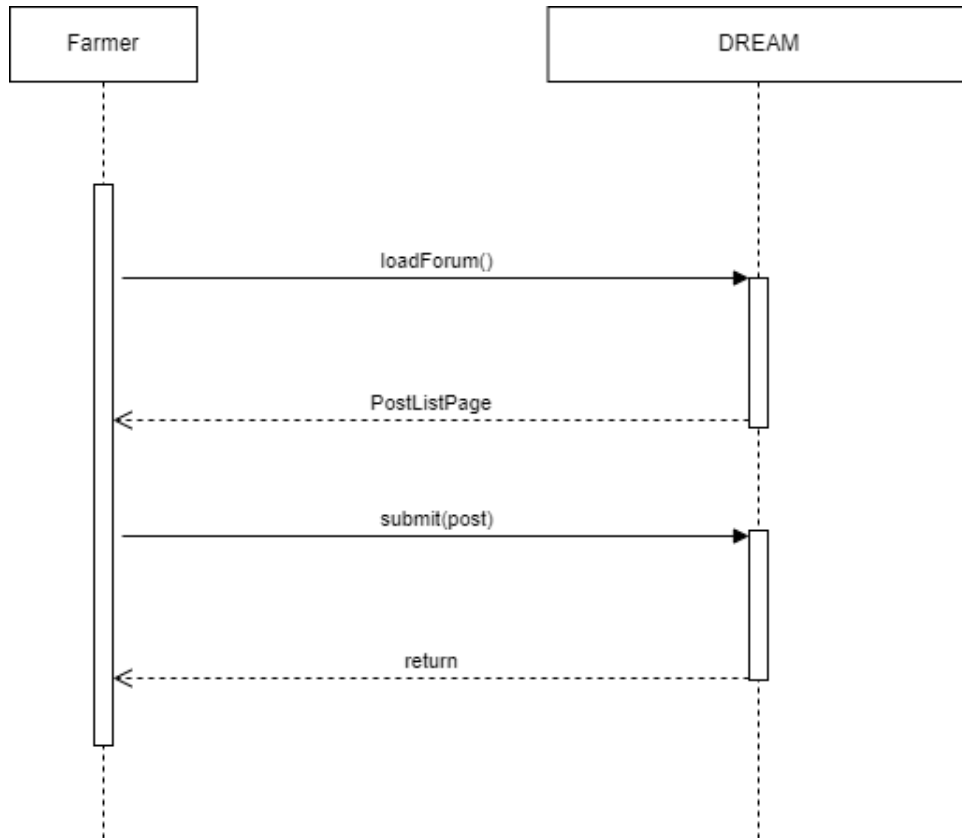 Farmer
DREAM
loadForum()
PostListPage
submit(post)
return